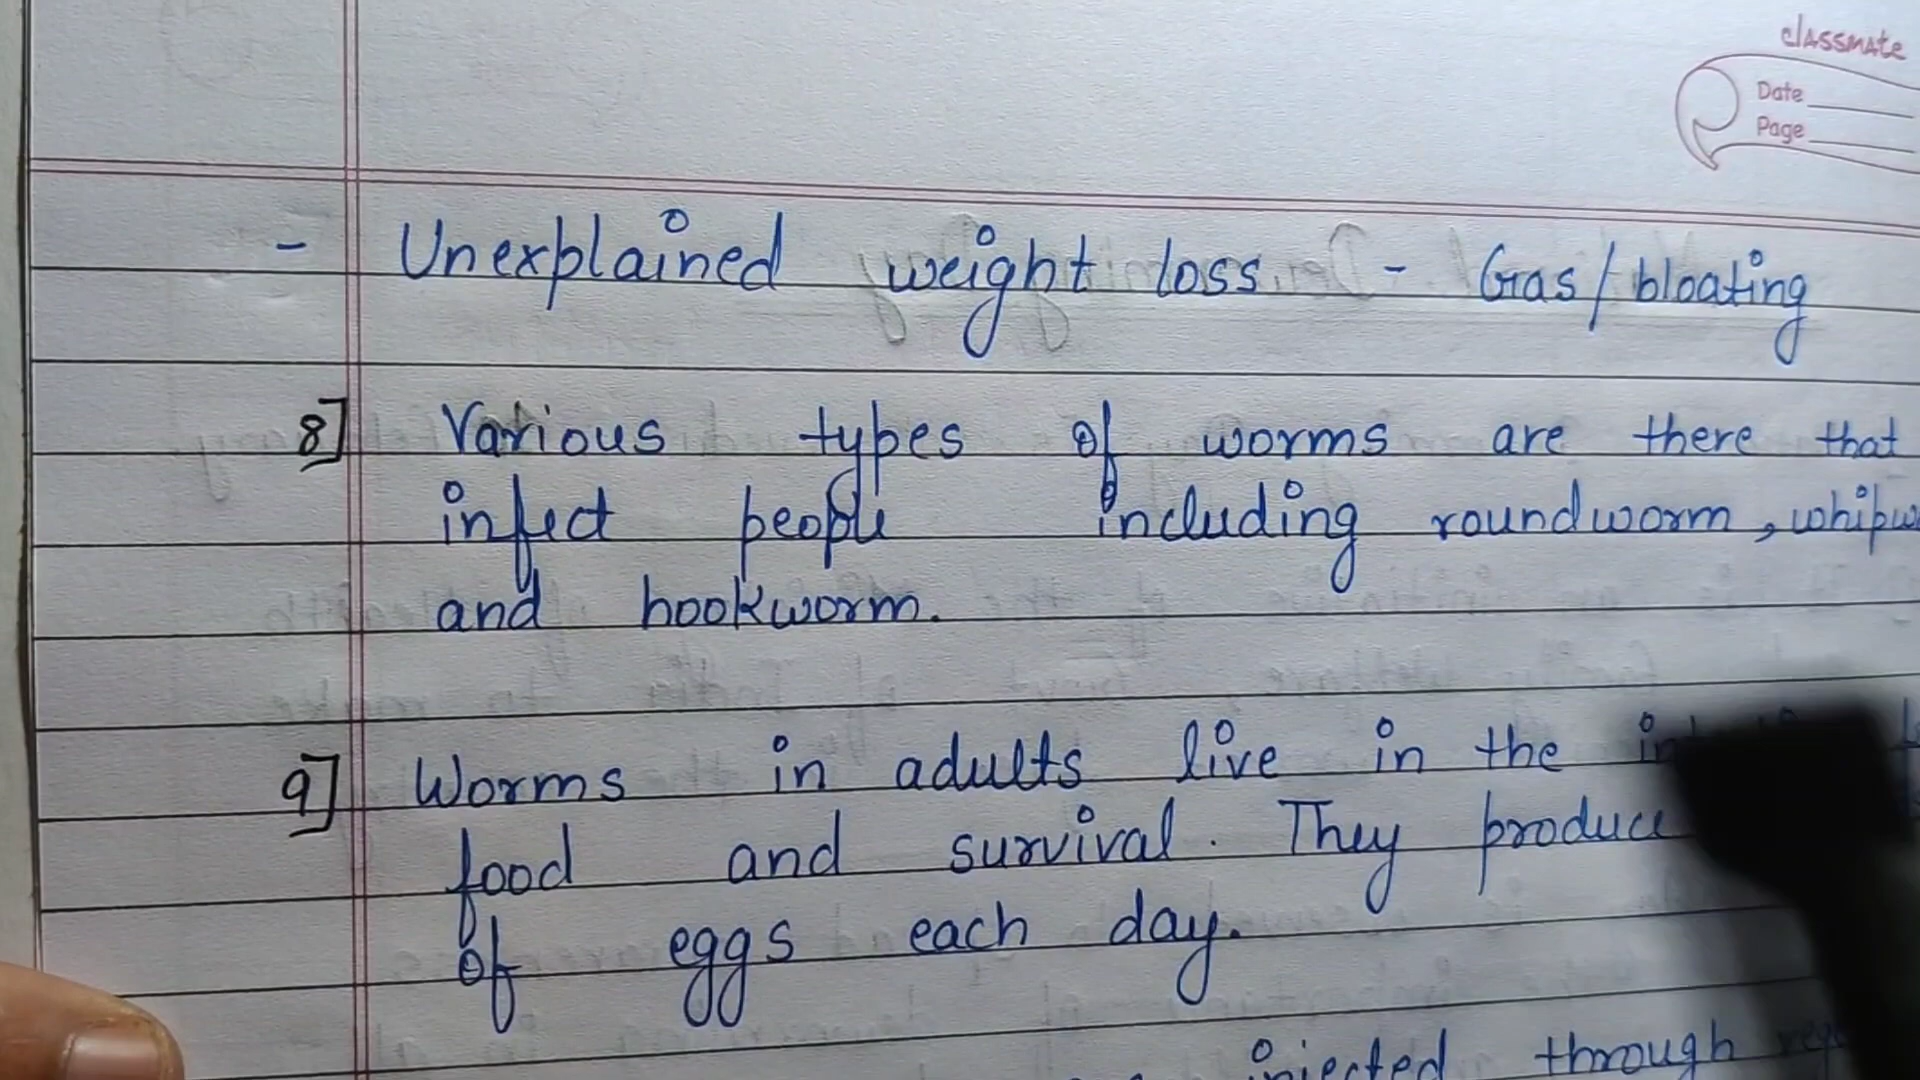 classmate
Date
Page
- Unexplained weight loss. - Gas/bloating
8] Various types of worms are there that
infect people including roundworm,
and hookworm.
9] Worms in adults live in the
food and survival. They produce
of eggs each day.
through